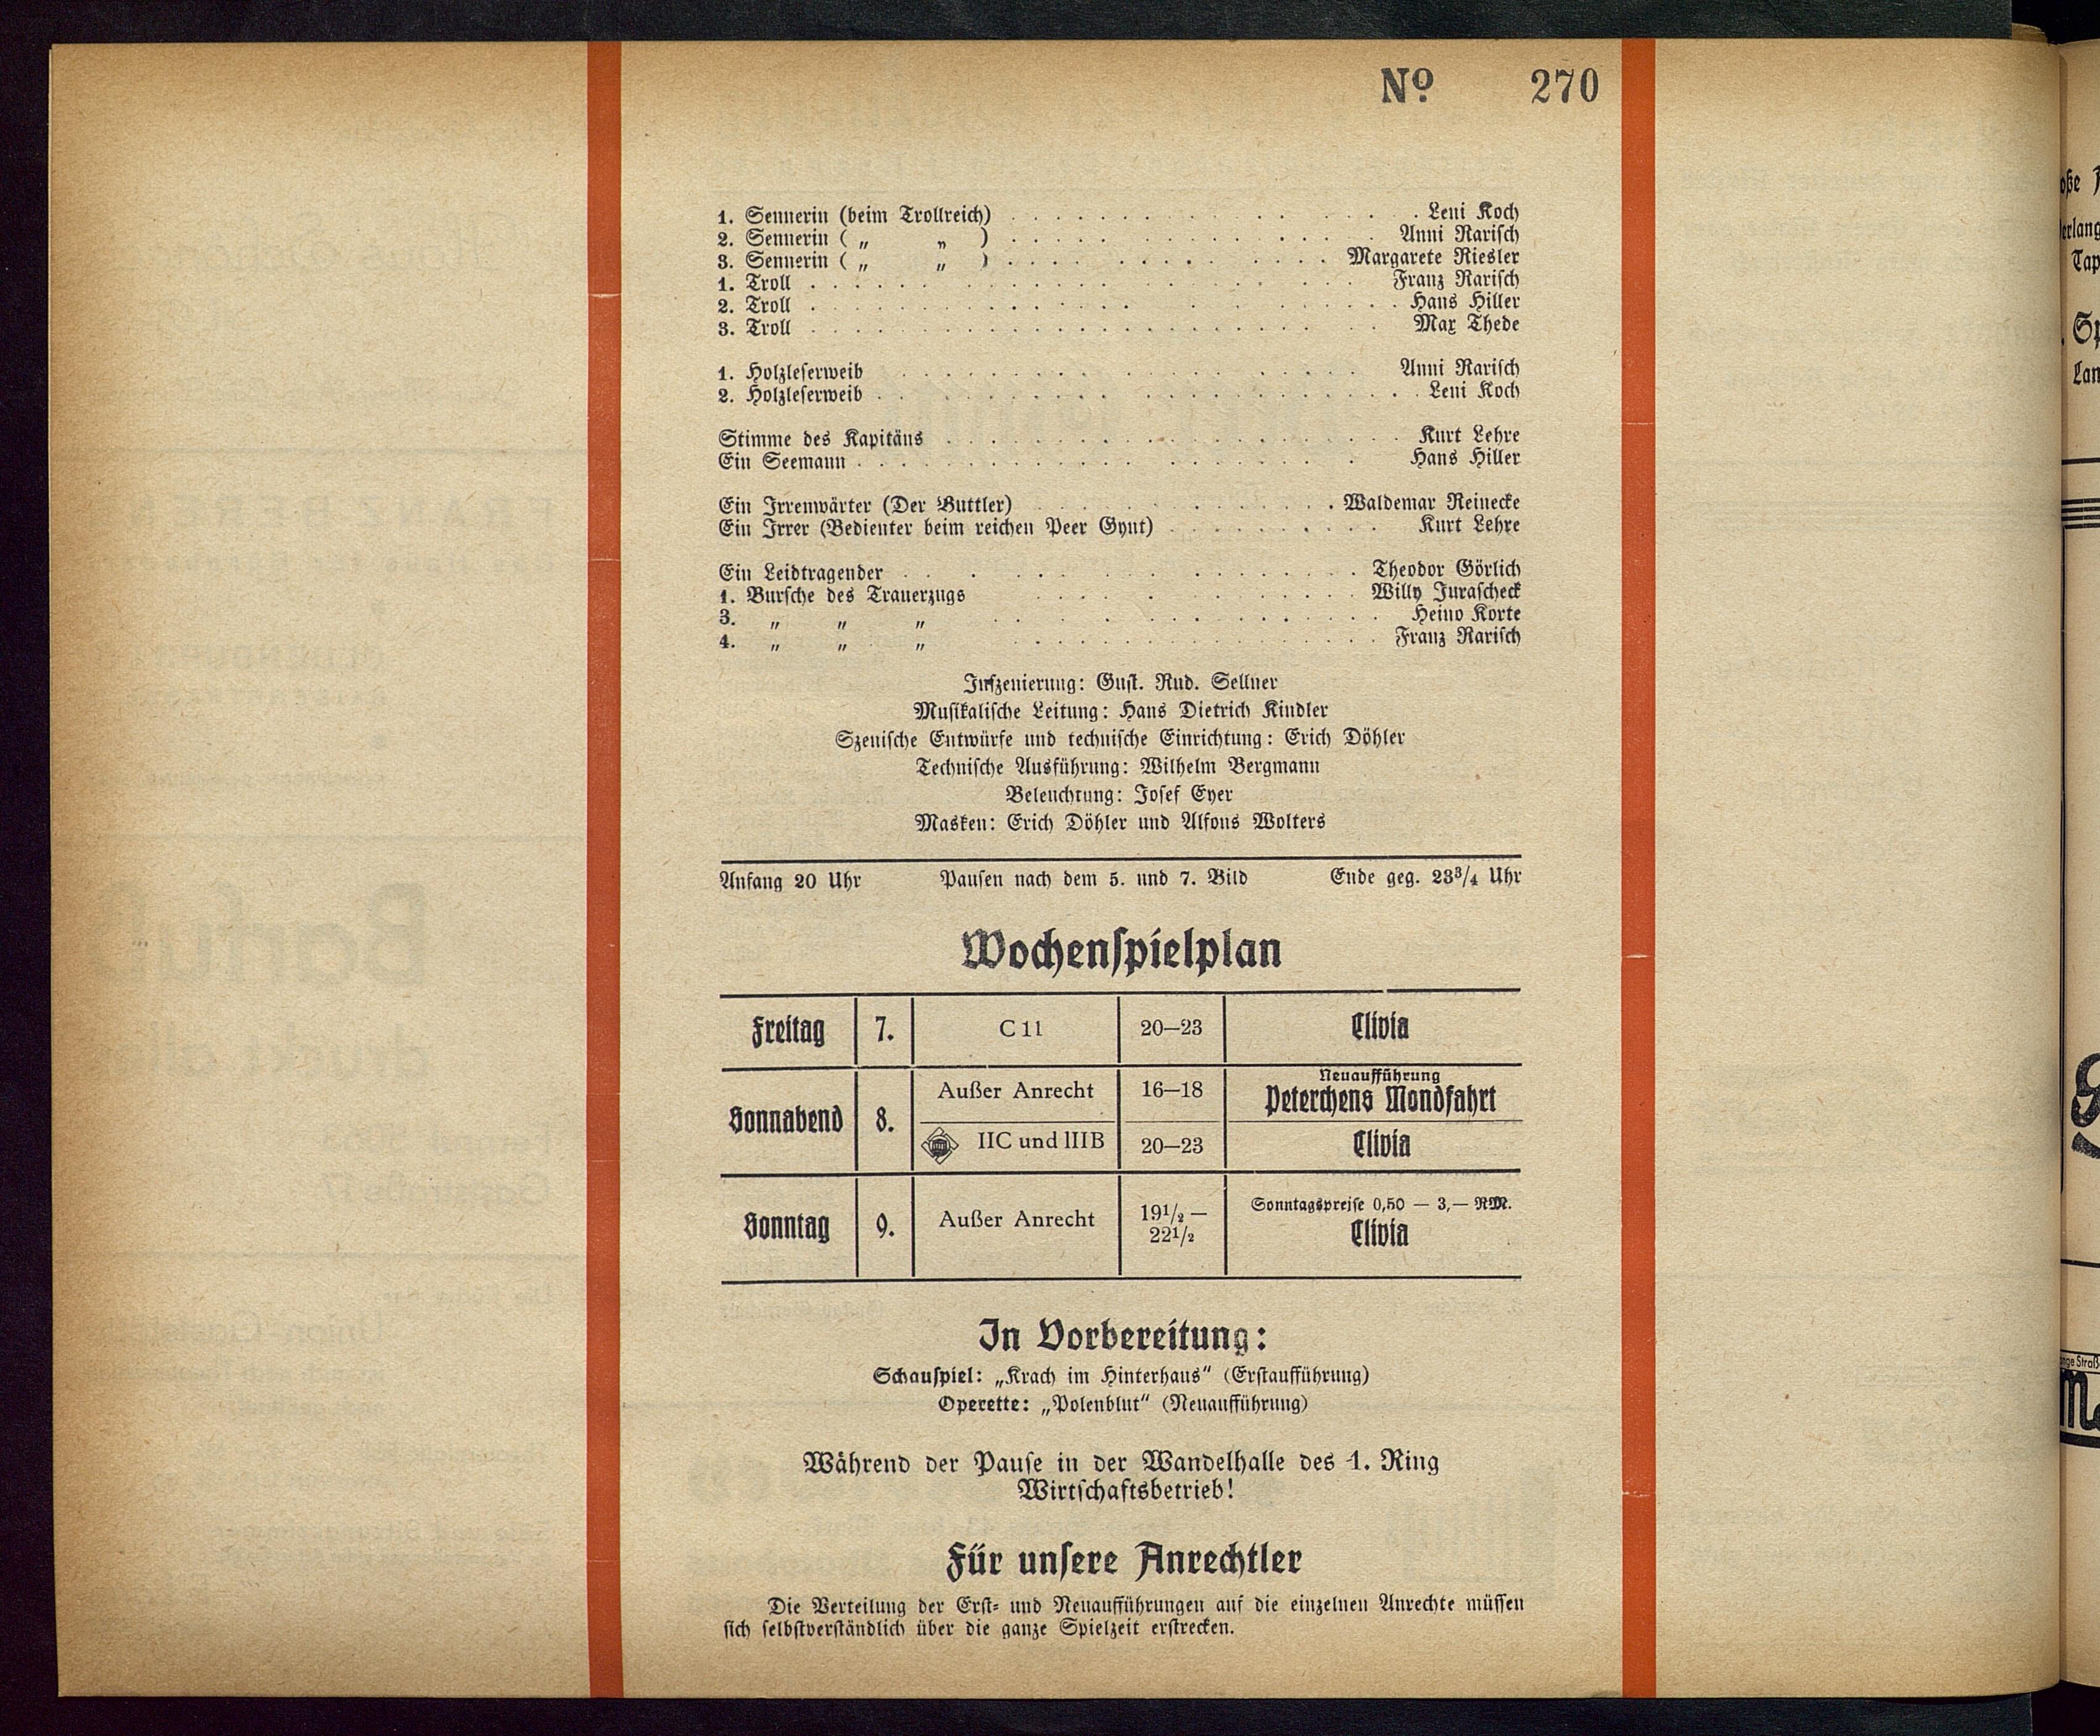 Nº 270
1. Sennerin (beim Trollreich) . . . . . . . . . . . . Leni Koch
2. Sennerin ( „ „ ) . . . . . . . . . . . . Anni Rarisch
3. Sennerin ( „ „ ) . . . . . . . . . . . . Margarete Riesler
1. Troll . . . . . . . . . . . . Franz Rarisch
2. Troll . . . . . . . . . . . . Hans Hiller
3. Troll . . . . . . . . . . . . Max Thede
1. Holzleserweib . . . . . . . . . . . . Anni Rarisch
2. Holzleserweib . . . . . . . . . . . . Leni Koch
Stimme des Kapitäns . . . . . . . . . . . . Kurt Lehre
Ein Seemann . . . . . . . . . . . . Hans Hiller
Ein Irrenwärter (Der Buttler) . . . . . . . . . . Waldemar Reinecke
Ein Irrer (Bedienter beim reichen Peer Gynt) . . . . . . . . Kurt Lehre
Ein Leidtragender . . . . . . . . . . . . Theodor Görlich
1. Bursche des Trauerzugs . . . . . . . . . . Willy Jurascheck
3. „ „ „ . . . . . . . . . . . . Heino Korte
4. „ „ „ . . . . . . . . . . . . Franz Rarisch
Inszenierung: Gust. Rud. Sellner
Musikalische Leitung: Hans Dietrich Kindler
Szenische Entwürfe und technische Einrichtung: Erich Döhler
Technische Ausführung: Wilhelm Bergmann
Beleuchtung: Josef Eyer
Masken: Erich Döhler und Alfons Wolters
Anfang 20 Uhr Pausen nach dem 5. und 7. Bild Ende geg. 23³/₄ Uhr
Wochenspielplan
Freitag 7. C 11 20—23 Clivia
Neuaufführung
Sonnabend 8. Außer Anrecht 16—18 Peterchens Mondfahrt
IIC und IIIB 20—23 Clivia
Sonntagspreise 0,50 — 3,— RM.
Sonntag 9. Außer Anrecht 19¹/₂—
22¹/₂ Clivia
In Vorbereitung:
Schauspiel: „Krach im Hinterhaus“ (Erstaufführung)
Operette: „Polenblut“ (Neuaufführung)
Während der Pause in der Wandelhalle des 1. Ring
Wirtschaftsbetrieb!
Für unsere Anrechtler
Die Verteilung der Erst- und Neuaufführungen auf die einzelnen Anrechte müssen
sich selbstverständlich über die ganze Spielzeit erstrecken.